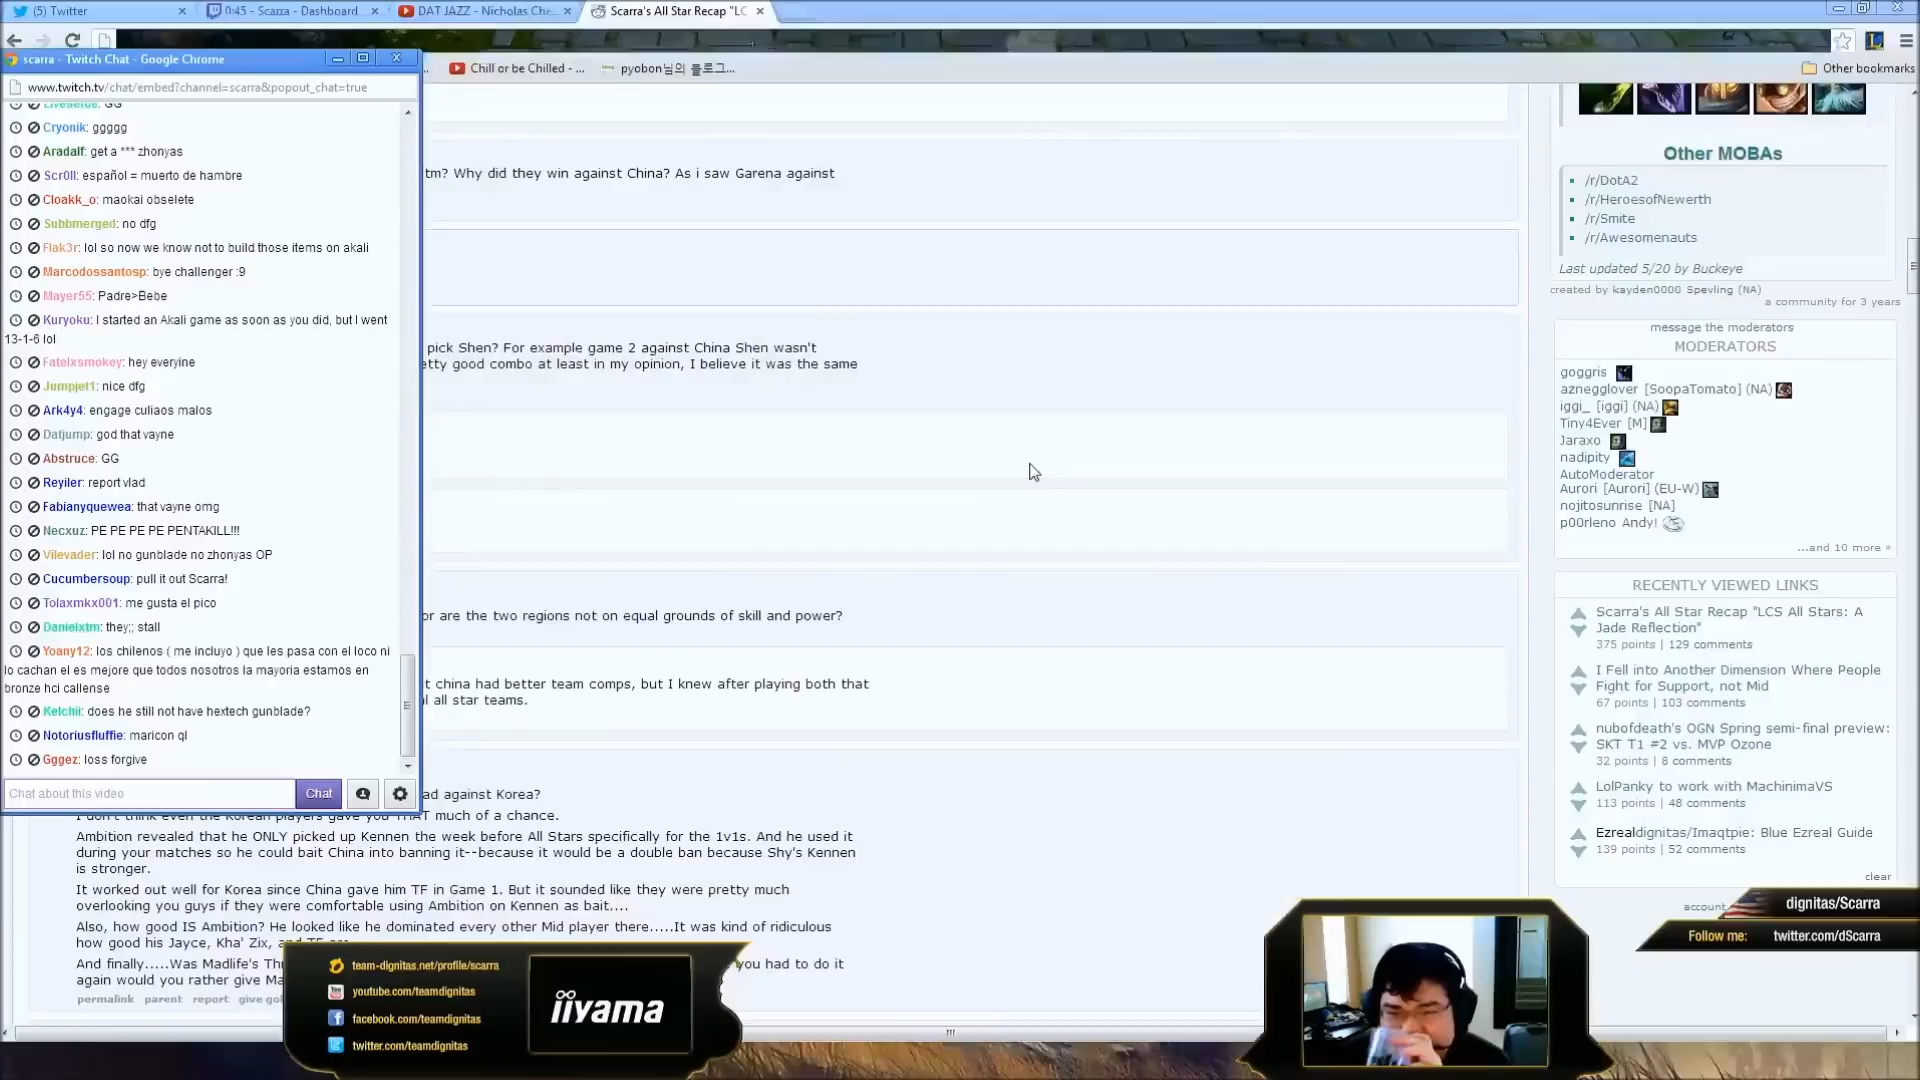 (5) Twitter
0:45 - Scarra - Dashboard
DAT JAZZ - Nicholas Che...
Scarra's All Star Recap "LC
scarra - Twitch Chat - Google Chrome
www.twitch.tv/chat/embed?channel=scarra&popout_chat=true
Chill or be Chilled - ...
pyobon님의 블로그...
Other bookmarks
Liveserde: GG
Cryonik: ggggg
Aradalf: get a *** zhonyas
Scr0ll: español = muerto de hambre
Cloakk_o: maokai obselete
Subbmerged: no dfg
Flak3r: lol so now we know not to build those items on akali
Marcodossantosp: bye challenger :9
Mayer55: Padre>Bebe
Kuryoku: I started an Akali game as soon as you did, but I went
13-1-6 lol
Fatelxsmokey: hey everyine
Jumpjet1: nice dfg
Ark4y4: engage culiaos malos
Datjump: god that vayne
Abstruce: GG
Reyiler: report vlad
Fabianyquewea: that vayne omg
Necxuz: PE PE PE PE PENTAKILL!!!
Vilevader: lol no gunblade no zhonyas OP
Cucumbersoup: pull it out Scarra!
Tolaxmkx001: me gusta el pico
Danielxtm: they;; stall
Yoany12: los chilenos ( me incluyo ) que les pasa con el loco ni
lo cachan el es mejore que todos nosotros la mayoria estamos en
bronze hci callense
Kelchii: does he still not have hextech gunblade?
Notoriusfluffie: maricon ql
Gggez: loss forgive
Chat about this video
Chat
tm? Why did they win against China? As i saw Garena against
pick Shen? For example game 2 against China Shen wasn't
etty good combo at least in my opinion, I believe it was the same
or are the two regions not on equal grounds of skill and power?
t china had better team comps, but I knew after playing both that
al all star teams.
ad against Korea?
I don't think even the Korean players gave you THAT much of a chance.
Ambition revealed that he ONLY picked up Kennen the week before All Stars specifically for the 1v1s. And he used it
during your matches so he could bait China into banning it--because it would be a double ban because Shy's Kennen
is stronger.
It worked out well for Korea since China gave him TF in Game 1. But it sounded like they were pretty much
overlooking you guys if they were comfortable using Ambition on Kennen as bait....
Also, how good IS Ambition? He looked like he dominated every other Mid player there.....It was kind of ridiculous
how good his Jayce, Kha' Zix, and TF are
And finally.....Was Madlife's Thr
you had to do it
again would you rather give Ma
permalink parent report give gol
Other MOBAs
/r/DotA2
/r/HeroesofNewerth
/r/Smite
/r/Awesomenauts
Last updated 5/20 by Buckeye
created by kayden0000 Spevling (NA)
a community for 3 years
message the moderators
MODERATORS
goggris
aznegglover [SoopaTomato] (NA)
iggi_ [iggi] (NA)
Tiny4Ever [M]
Jaraxo
nadipity
AutoModerator
Aurori [Aurori] (EU-W)
nojitosunrise [NA]
p00rleno Andy!
...and 10 more »
RECENTLY VIEWED LINKS
Scarra's All Star Recap "LCS All Stars: A
Jade Reflection"
375 points | 129 comments
I Fell into Another Dimension Where People
Fight for Support, not Mid
67 points | 103 comments
nubofdeath's OGN Spring semi-final preview:
SKT T1 #2 vs. MVP Ozone
32 points | 8 comments
LolPanky to work with MachinimaVS
113 points | 48 comments
Ezrealdignitas/Imaqtpie: Blue Ezreal Guide
139 points | 52 comments
clear
account
dignitas/Scarra
Follow me: twitter.com/dScarra
team-dignitas.net/profile/scarra
youtube.com/teamdignitas
facebook.com/teamdignitas
twitter.com/teamdignitas
iiyama